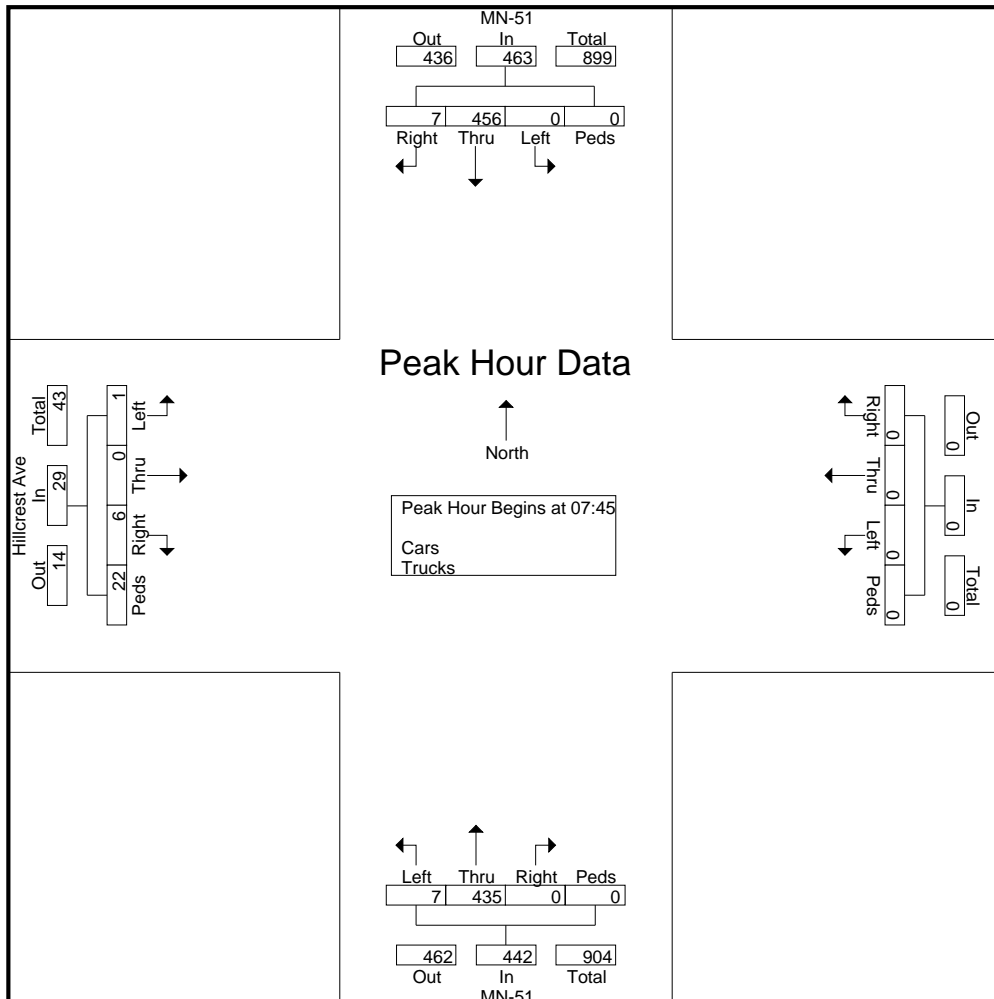 MN-51
Out In Total
436 463 899
7 456 0 0
Right Thru Left Peds
Peak Hour Data
North
Peak Hour Begins at 07:45
Cars
Trucks
Hillcrest Ave
Total In Out
43 29 14
1 0 6 22
Left Thru Right Peds
Right Thru Left Peds
0 0 0 0
Out In Total
0 0 0
Left Thru Right Peds
7 435 0 0
462 442 904
Out In Total
MN-51